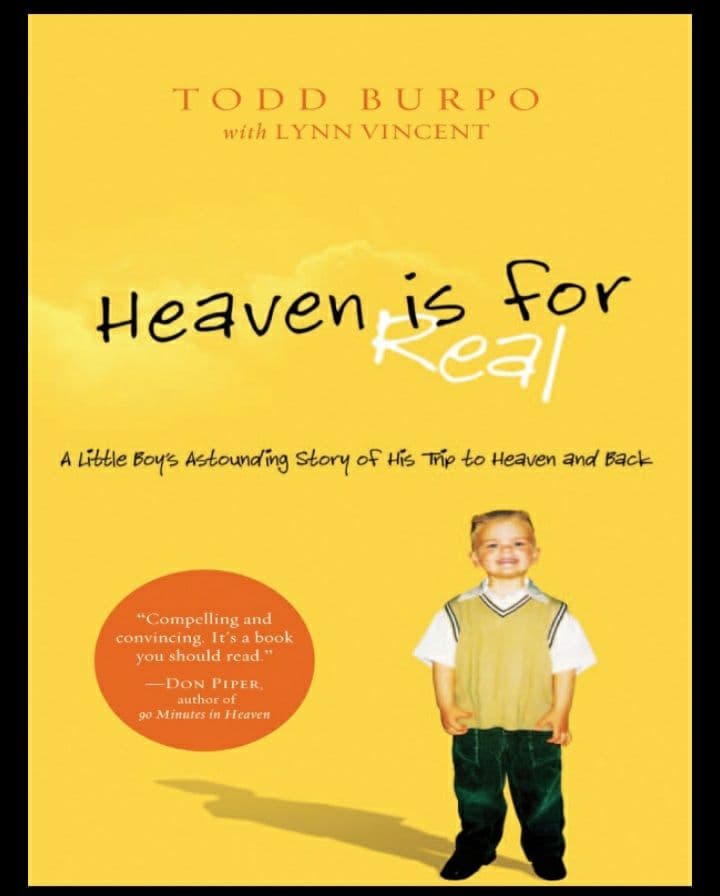 TODD BURPO
with LYNN VINCENT
Heaven is for
Real
A Little Boy's Astounding Story of His Trip to Heaven and Back
“Compelling and
convincing. It's a book
you should read.”
—DON PIPER,
author of
90 Minutes in Heaven